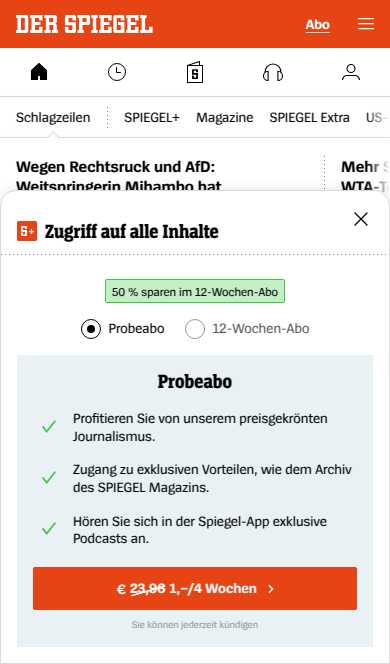 DER SPIEGEL
Abo
Schlagzeilen
SPIEGEL+ Magazine SPIEGEL Extra US-
Wegen Rechtsruck und AfD:
Weitspringerin Mihambo hat
Mehr S
WTA-T
S+ Zugriff auf alle Inhalte
50 % sparen im 12-Wochen-Abo
Probeabo
12-Wochen-Abo
Probeabo
Profitieren Sie von unserem preisgekrönten
Journalismus.
Zugang zu exklusiven Vorteilen, wie dem Archiv
des SPIEGEL Magazins.
Hören Sie sich in der Spiegel-App exklusive
Podcasts an.
€ 23,96 1,–/4 Wochen
Sie können jederzeit kündigen